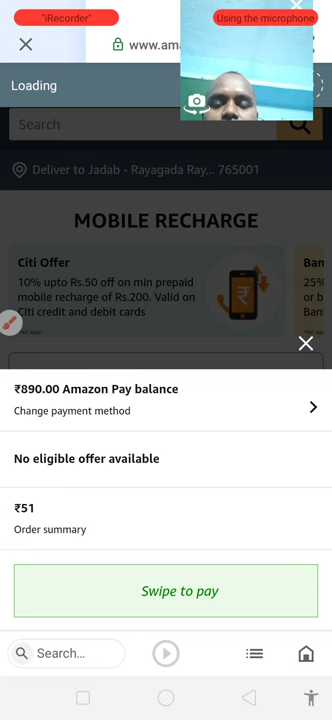 "iRecorder"
Using the microphone
www.ama
Loading
Search
Deliver to Jadab - Rayagada Ray... 765001
MOBILE RECHARGE
Citi Offer
10% upto Rs.50 off on min prepaid
mobile recharge of Rs.200. Valid on
Citi credit and debit cards
Ban
25%
or b
Bank
₹890.00 Amazon Pay balance
Change payment method
No eligible offer available
₹51
Order summary
Swipe to pay
Search...